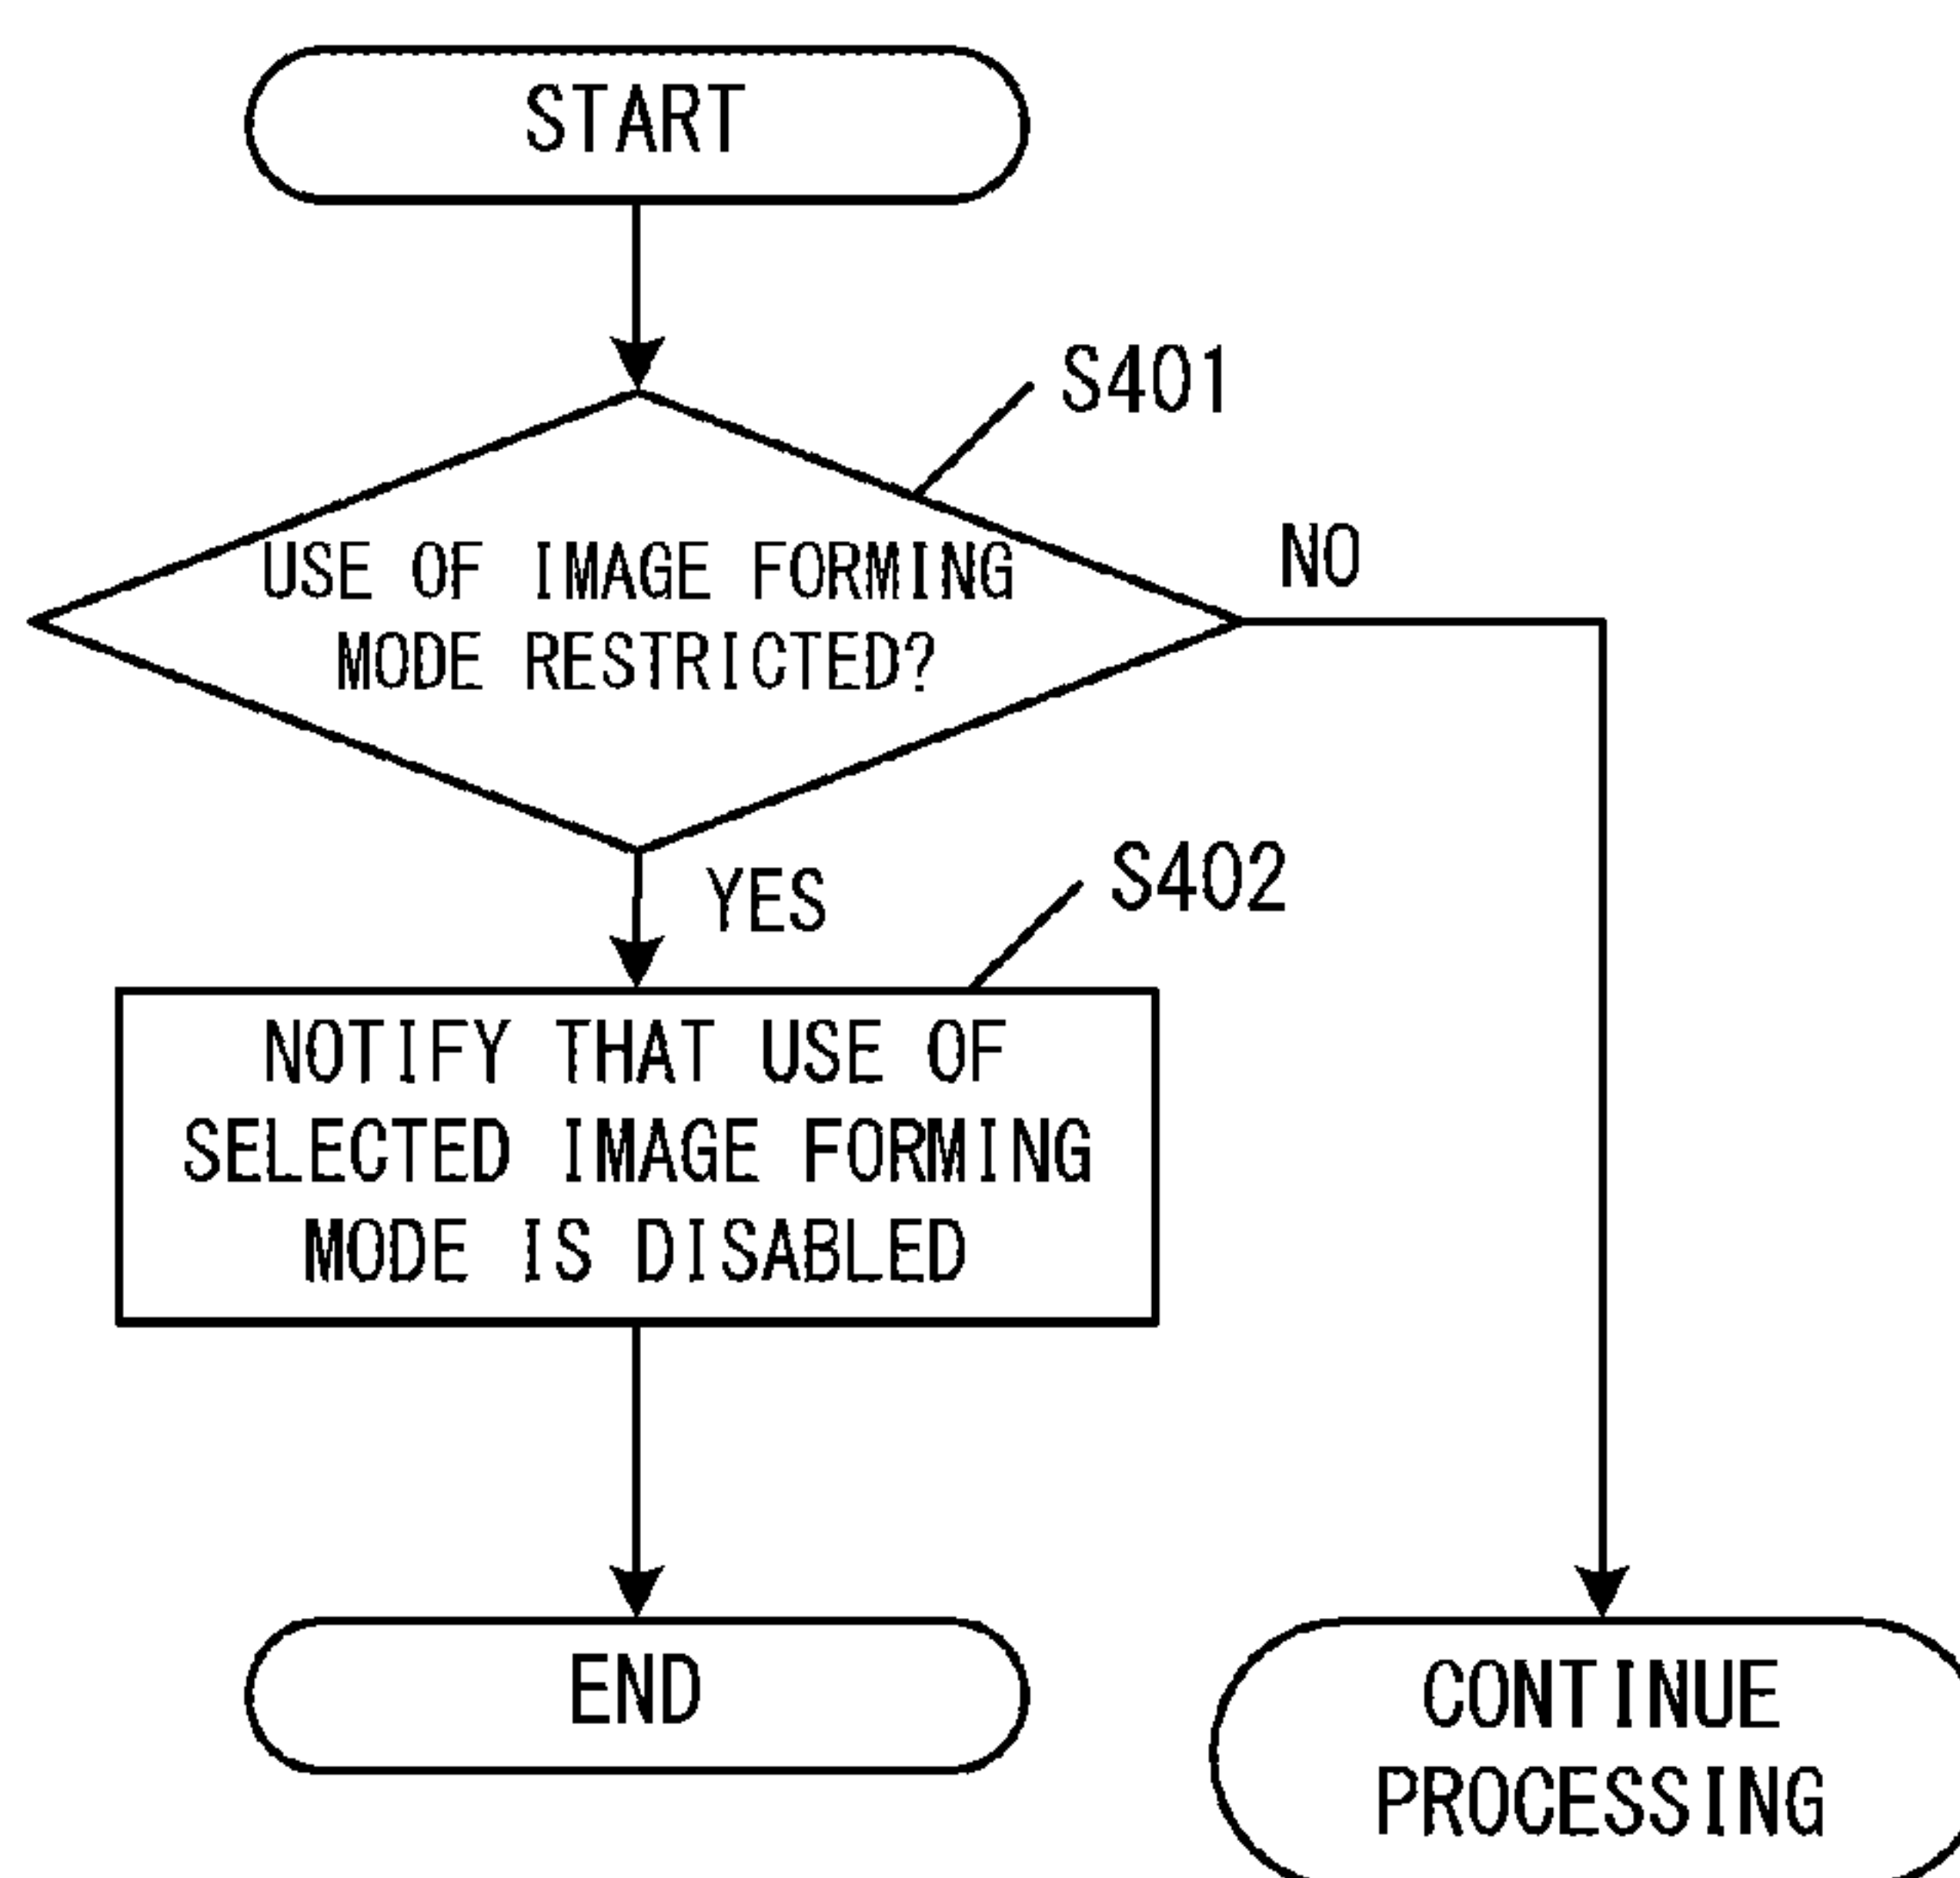 START
S401
USE OF IMAGE FORMING
MODE RESTRICTED?
NO
YES
S402
NOTIFY THAT USE OF
SELECTED IMAGE FORMING
MODE IS DISABLED
END
CONTINUE
PROCESSING